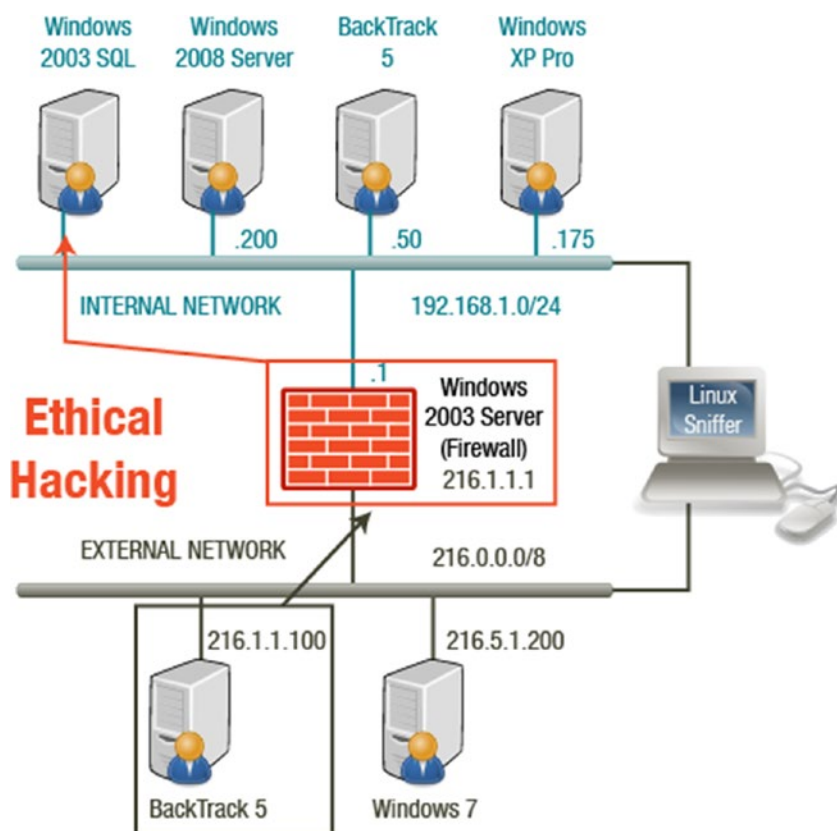 Windows
2003 SQL
Windows
2008 Server
BackTrack
5
Windows
XP Pro
.200
.50
.175
INTERNAL NETWORK
192.168.1.0/24
.1
Windows
2003 Server
(Firewall)
216.1.1.1
Linux
Sniffer
Ethical
Hacking
EXTERNAL NETWORK
216.0.0.0/8
216.1.1.100
216.5.1.200
BackTrack 5
Windows 7